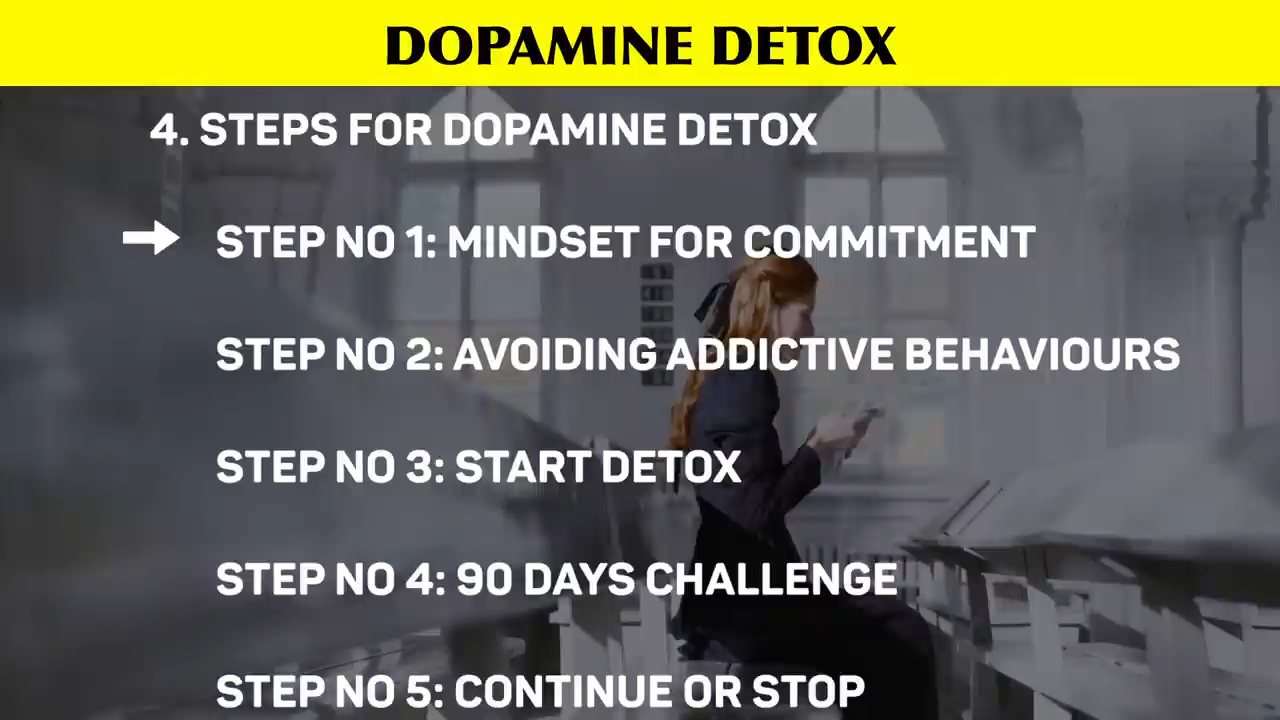 DOPAMINE DETOX
4. STEPS FOR DOPAMINE DETOX
STEP NO 1: MINDSET FOR COMMITMENT
STEP NO 2: AVOIDING ADDICTIVE BEHAVIOURS
STEP NO 3: START DETOX
STEP NO 4: 90 DAYS CHALLENGE
STEP NO 5: CONTINUE OR STOP